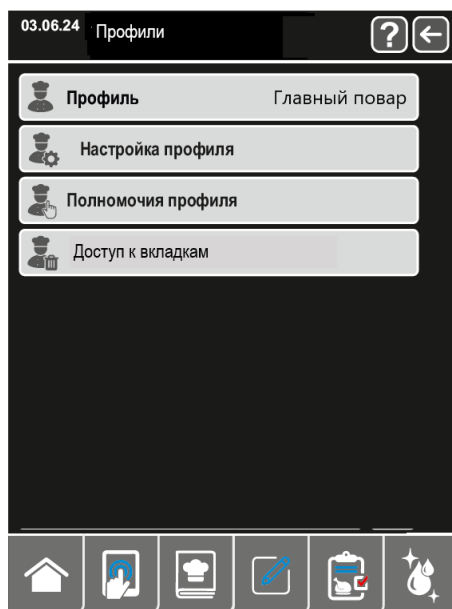 03.06.24 Профили ?
Профиль Главный повар
Настройка профиля
Полномочия профиля
Доступ к вкладкам